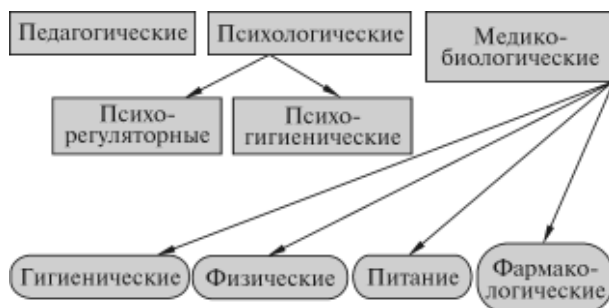 Педагогические
Психологические
Медико-
биологические
Психо-
регуляторные
Психо-
гигиенические
Гигиенические
Физические
Питание
Фармако-
логические